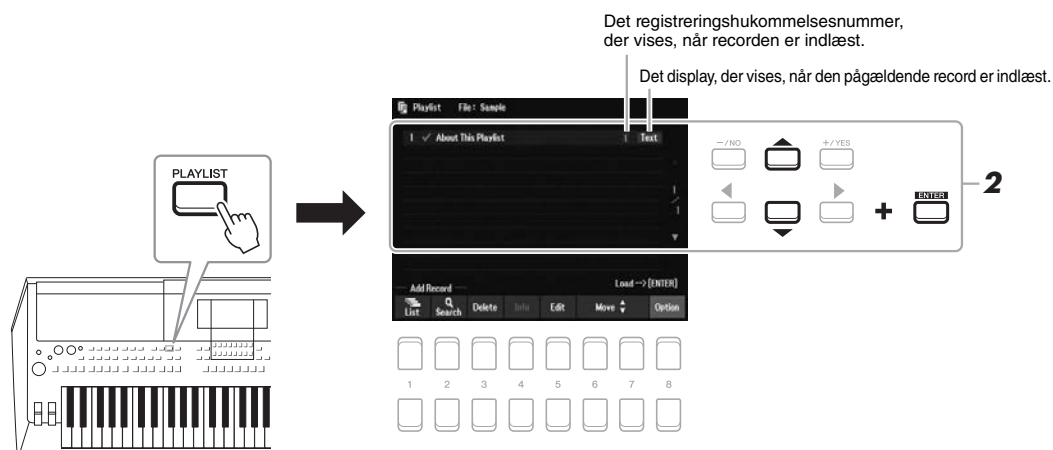 Det registreringshukommelsesnummer,
der vises, når recorden er indlæst.
Det display, der vises, når den pågældende record er indlæst.
Playlist File: Sample
1 ✓ About This Playlist 1 Text
1
/
1
PLAYLIST
-/NO
+/YES
ENTER
+
2
Add Record
Load-->[ENTER]
List Search Delete Info Edit Move Option
1 2 3 4 5 6 7 8